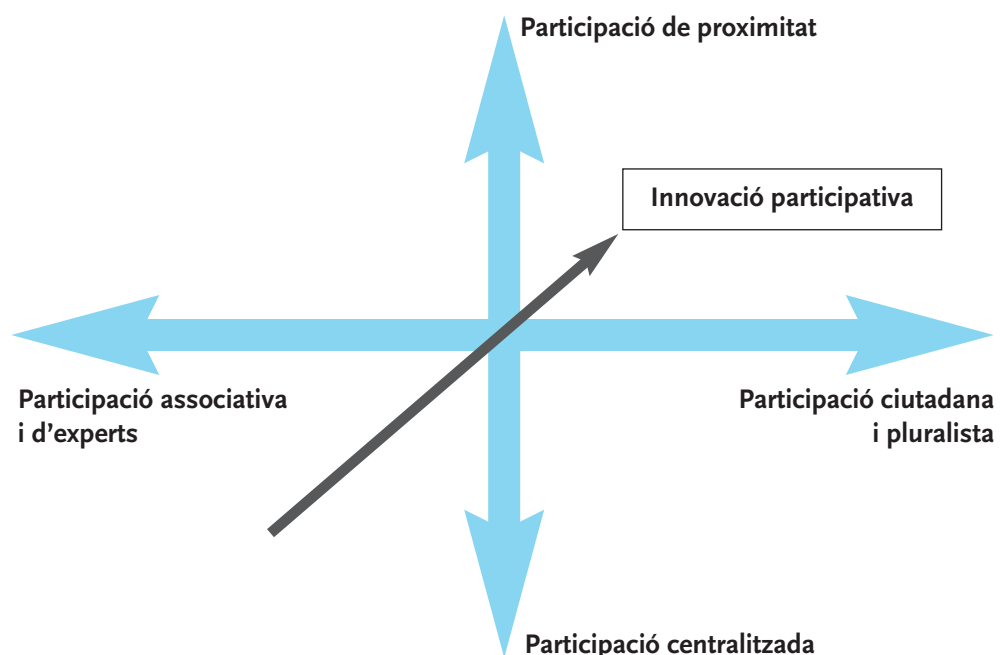 Participació de proximitat
Innovació participativa
Participació associativa
i d’experts
Participació ciutadana
i pluralista
Participació centralitzada